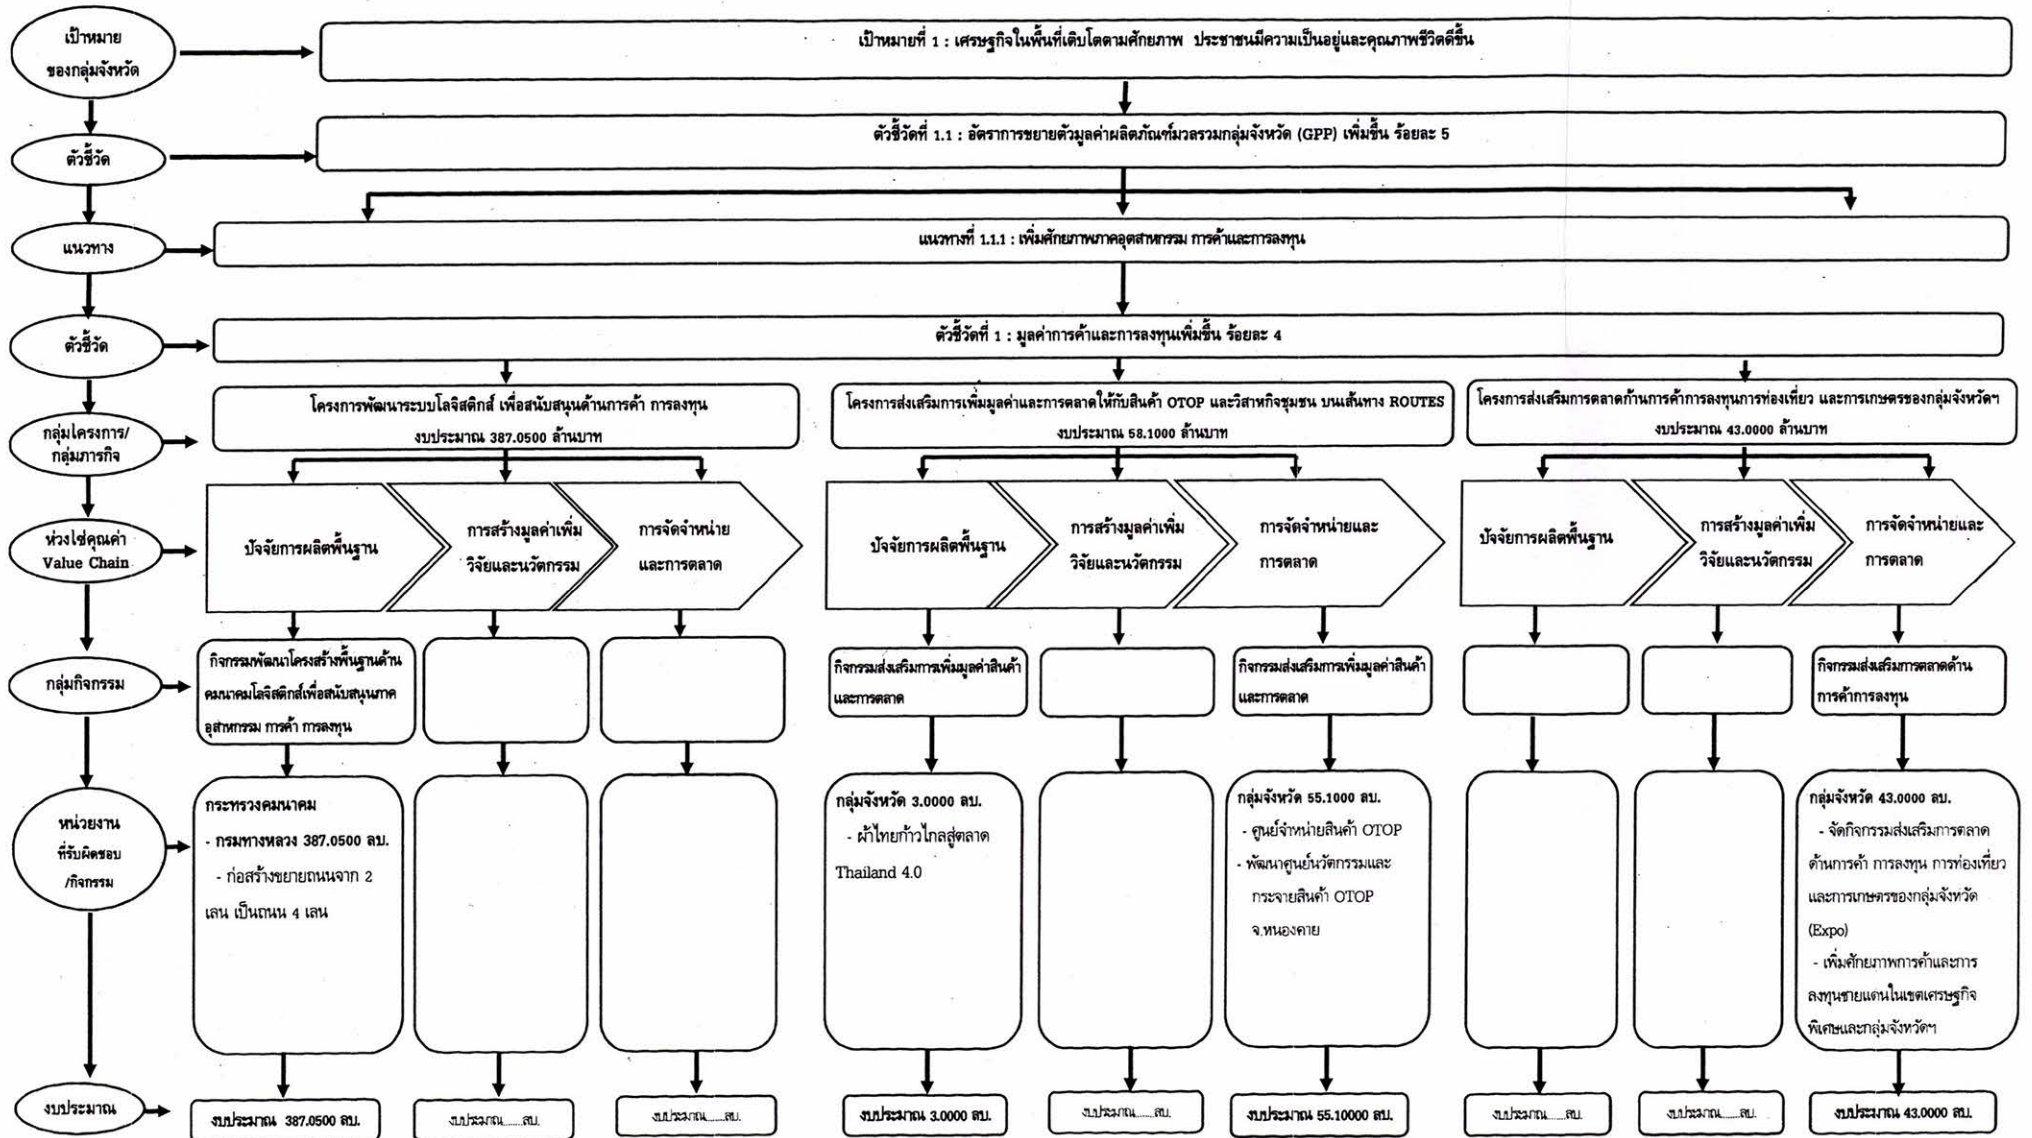 เป้าหมาย
ของกลุ่มจังหวัด
เป้าหมายที่ 1 : เศรษฐกิจในพื้นที่เติบโตตามศักยภาพ ประชาชนมีความเป็นอยู่และคุณภาพชีวิตดีขึ้น
ตัวชี้วัด
ตัวชี้วัดที่ 1.1 : อัตราการขยายตัวมูลค่าผลิตภัณฑ์มวลรวมกลุ่มจังหวัด (GPP) เพิ่มขึ้น ร้อยละ 5
แนวทาง
แนวทางที่ 1.1.1 : เพิ่มศักยภาพภาคอุตสาหกรรม การค้าและการลงทุน
ตัวชี้วัด
ตัวชี้วัดที่ 1 : มูลค่าการค้าและการลงทุนเพิ่มขึ้น ร้อยละ 4
กลุ่มโครงการ/
กลุ่มภารกิจ
โครงการพัฒนาระบบโลจิสติกส์ เพื่อสนับสนุนด้านการค้า การลงทุน
งบประมาณ 387.0500 ล้านบาท
โครงการส่งเสริมการเพิ่มมูลค่าและการตลาดให้กับสินค้า OTOP และวิสาหกิจชุมชน บนเส้นทาง ROUTES
งบประมาณ 58.1000 ล้านบาท
โครงการส่งเสริมการตลาดก้านการค้าการลงทุนการท่องเที่ยว และการเกษตรของกลุ่มจังหวัดฯ
งบประมาณ 43.0000 ล้านบาท
ห่วงโซ่คุณค่า
Value Chain
ปัจจัยการผลิตพื้นฐาน
การสร้างมูลค่าเพิ่ม
วิจัยและนวัตกรรม
การจัดจำหน่าย
และการตลาด
ปัจจัยการผลิตพื้นฐาน
การสร้างมูลค่าเพิ่ม
วิจัยและนวัตกรรม
การจัดจำหน่ายและ
การตลาด
ปัจจัยการผลิตพื้นฐาน
การสร้างมูลค่าเพิ่ม
วิจัยและนวัตกรรม
การจัดจำหน่ายและ
การตลาด
กลุ่มกิจกรรม
กิจกรรมพัฒนาโครงสร้างพื้นฐานด้าน
คมนาคมโลจิสติกส์เพื่อสนับสนุนภาค
อุสาหกรรม การค้า การลงทุน
กิจกรรมส่งเสริมการเพิ่มมูลค่าสินค้า
และการตลาด
กิจกรรมส่งเสริมการเพิ่มมูลค่าสินค้า
และการตลาด
กิจกรรมส่งเสริมการตลาดด้าน
การค้าการลงทุน
หน่วยงาน
ที่รับผิดชอบ
/กิจกรรม
กระทรวงคมนาคม
- กรมทางหลวง 387.0500 ลบ.
- ก่อสร้างขยายถนนจาก 2
เลน เป็นถนน 4 เลน
กลุ่มจังหวัด 3.0000 ลบ.
- ผ้าไทยก้าวไกลสู่ตลาด
Thailand 4.0
กลุ่มจังหวัด 55.1000 ลบ.
- ศูนย์จำหน่ายสินค้า OTOP
- พัฒนาศูนย์นวัตกรรมและ
กระจายสินค้า OTOP
จ.หนองคาย
กลุ่มจังหวัด 43.0000 ลบ.
- จัดกิจกรรมส่งเสริมการตลาด
ด้านการค้า การลงทุน การท่องเที่ยว
และการเกษตรของกลุ่มจังหวัด
(Expo)
- เพิ่มศักยภาพการค้าและการ
ลงทุนชายแดนในเขตเศรษฐกิจ
พิเศษและกลุ่มจังหวัดฯ
งบประมาณ
งบประมาณ 387.0500 ลบ.
งบประมาณ.......ลบ.
งบประมาณ.......ลบ.
งบประมาณ 3.0000 ลบ.
งบประมาณ.......ลบ.
งบประมาณ 55.10000 ลบ.
งบประมาณ.......ลบ.
งบประมาณ.......ลบ.
งบประมาณ 43.0000 ลบ.